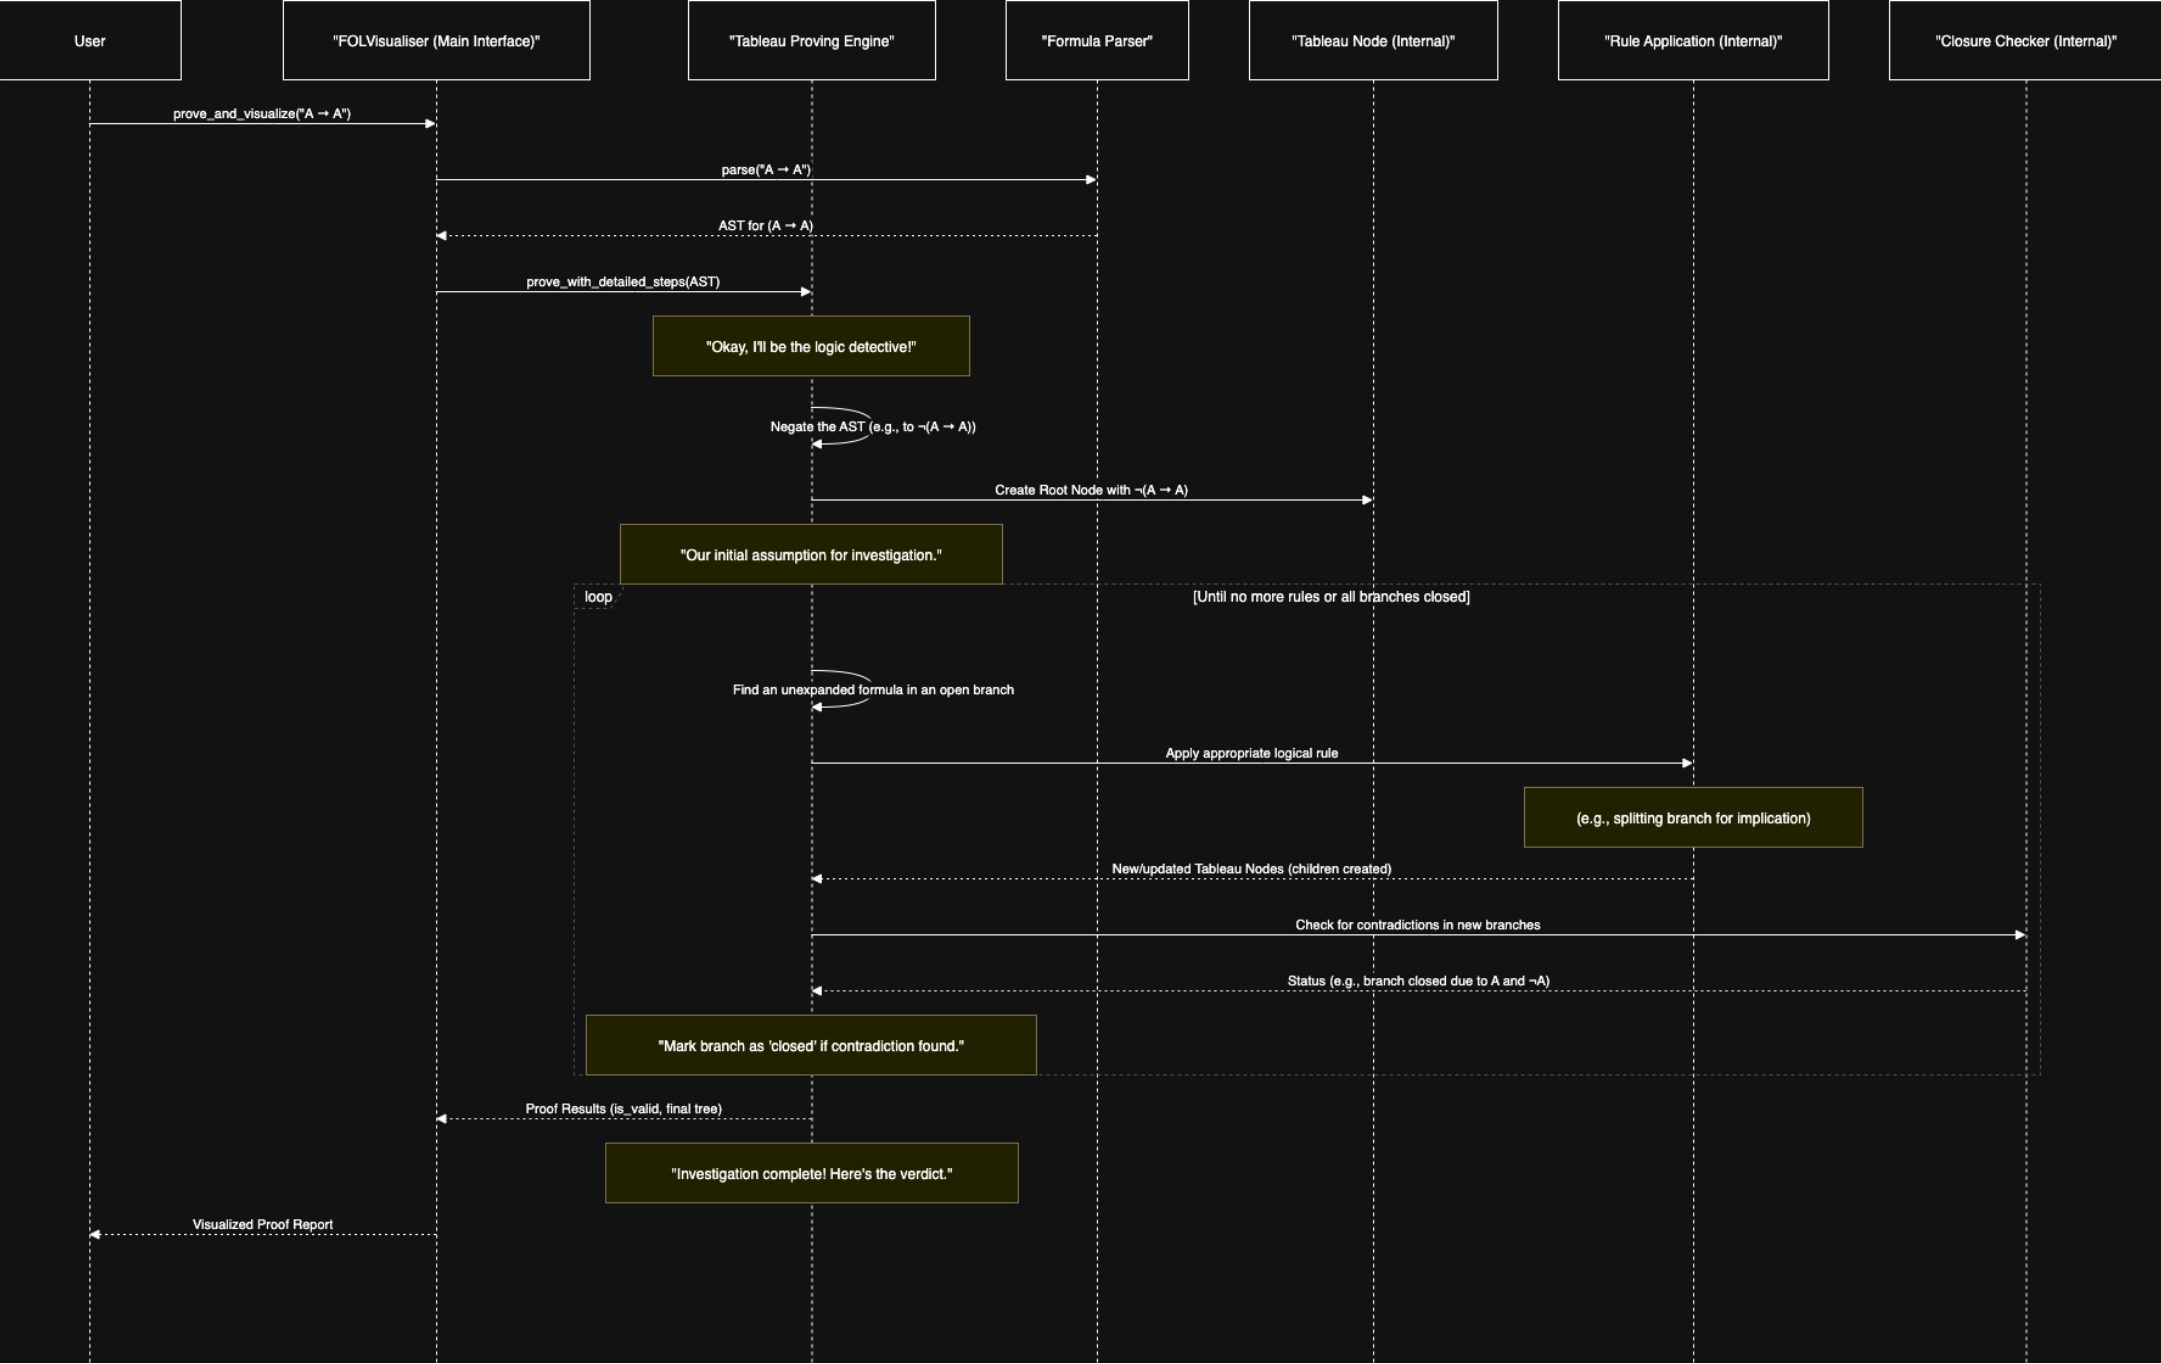 User
"FOLVisualiser (Main Interface)"
"Tableau Proving Engine"
"Formula Parser"
"Tableau Node (Internal)"
"Rule Application (Internal)"
"Closure Checker (Internal)"
prove_and_visualize("A → A")
parse("A → A")
AST for (A → A)
prove_with_detailed_steps(AST)
"Okay, I'll be the logic detective!"
Negate the AST (e.g., to ¬(A → A))
Create Root Node with ¬(A → A)
"Our initial assumption for investigation."
loop
[Until no more rules or all branches closed]
Find an unexpanded formula in an open branch
Apply appropriate logical rule
(e.g., splitting branch for implication)
New/updated Tableau Nodes (children created)
Check for contradictions in new branches
Status (e.g., branch closed due to A and ¬A)
"Mark branch as 'closed' if contradiction found."
Proof Results (is_valid, final tree)
"Investigation complete! Here's the verdict."
Visualized Proof Report